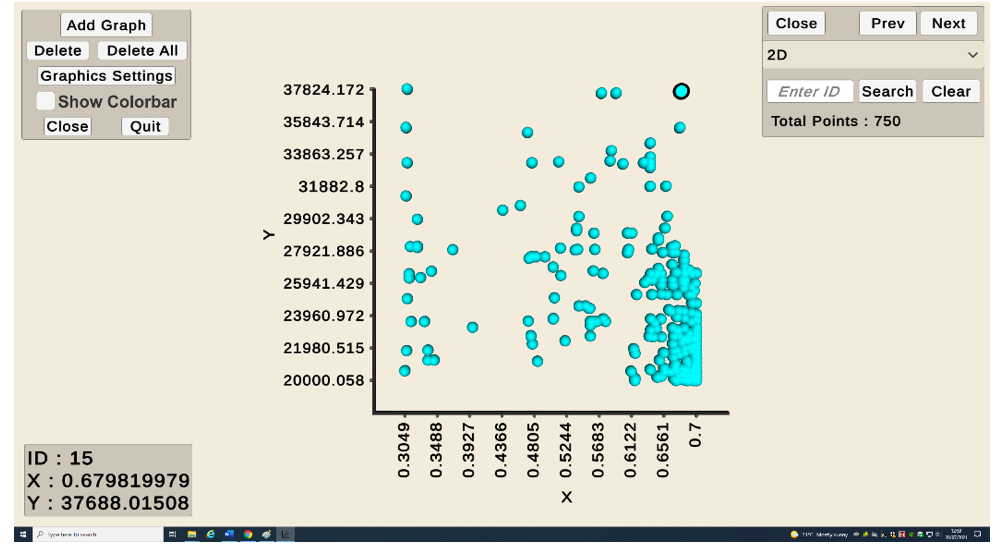 Add Graph
Delete Delete All
Graphics Settings
Show Colorbar
Close Quit
Close Prev Next
2D
Enter ID Search Clear
Total Points : 750
Y
37824.172
35843.714
33863.257
31882.8
29902.343
27921.886
25941.429
23960.972
21980.515
20000.058
0.3049 0.3488 0.3927 0.4366 0.4805 0.5244 0.5683 0.6122 0.6561 0.7
X
ID : 15
X : 0.679819979
Y : 37688.01508
Type here to search
Mostly sunny